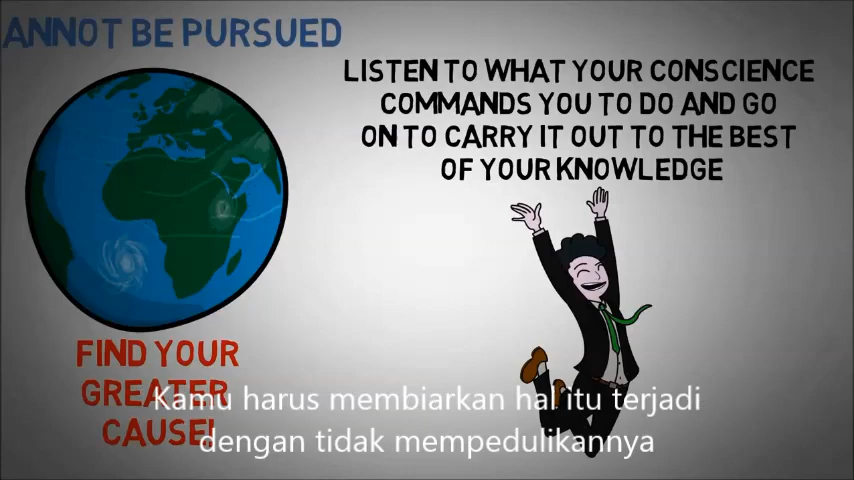 ANNOT BE PURSUED
LISTEN TO WHAT YOUR CONSCIENCE
COMMANDS YOU TO DO AND GO
ON TO CARRY IT OUT TO THE BEST
OF YOUR KNOWLEDGE
FIND YOUR
GREATER
CAUSE!
Kamu harus membiarkan hal itu terjadi
dengan tidak mempedulikannya